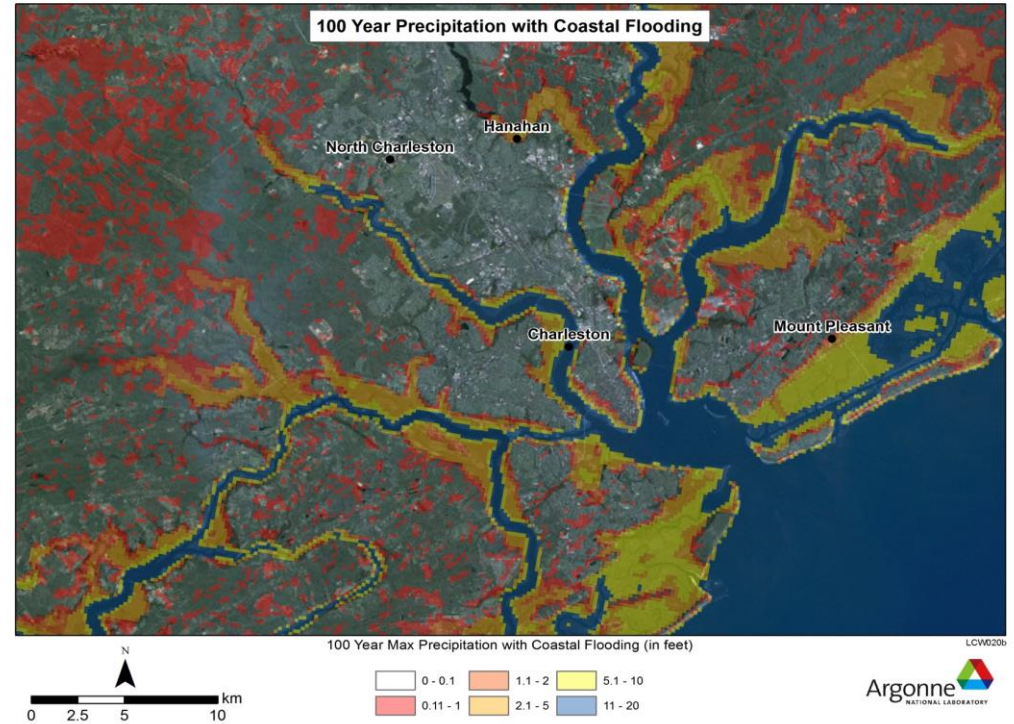 100 Year Precipitation with Coastal Flooding
Hanahan
North Charleston
Charleston
Mount Pleasant
100 Year Max Precipitation with Coastal Flooding (in feet)
LCW020b
N
km
0 2.5 5 10
0 - 0.1
1.1 - 2
5.1 - 10
0.11 - 1
2.1 - 5
11 - 20
Argonne
NATIONAL LABORATORY